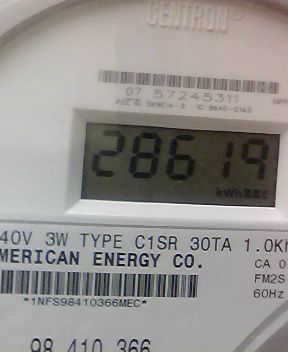 CENTRON®
07 57245311
28619
kWh
40V 3W TYPE C1SR 30TA 1.0K
MERICAN ENERGY CO. CA 0
FM2S
60Hz
*1NFS98410366MEC*
98 410 366